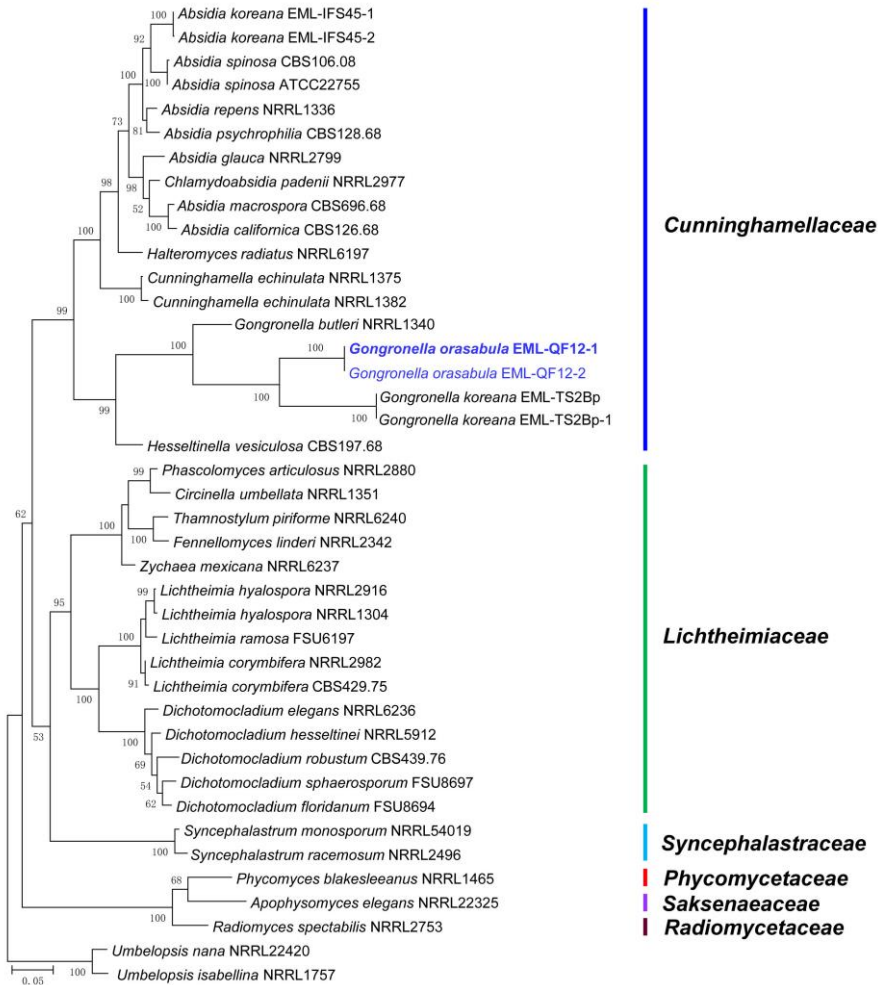 100
Absidia koreana EML-IFS45-1
92
Absidia koreana EML-IFS45-2
Absidia spinosa CBS106.08
100
100
Absidia spinosa ATCC22755
Absidia repens NRRL1336
73
81
Absidia psychrophilia CBS128.68
Absidia glauca NRRL2799
98
98
Chlamydoabsidia padenii NRRL2977
52
Absidia macrospora CBS696.68
100
Absidia californica CBS126.68
Cunninghamellaceae
100
Halteromyces radiatus NRRL6197
Cunninghamella echinulata NRRL1375
100
Cunninghamella echinulata NRRL1382
99
Gongronella butleri NRRL1340
100
100
Gongronella orasabula EML-QF12-1
Gongronella orasabula EML-QF12-2
100
Gongronella koreana EML-TS2Bp
99
100
Gongronella koreana EML-TS2Bp-1
Hesseltinella vesiculosa CBS197.68
99
Phascolomyces articulosus NRRL2880
Circinella umbellata NRRL1351
62
100
Thamnostylum piriforme NRRL6240
100
Fennellomyces linderi NRRL2342
Zychaea mexicana NRRL6237
99
Lichtheimia hyalospora NRRL2916
95
Lichtheimia hyalospora NRRL1304
100
Lichtheimia ramosa FSU6197
Lichtheimiaceae
Lichtheimia corymbifera NRRL2982
91
Lichtheimia corymbifera CBS429.75
100
Dichotomocladium elegans NRRL6236
53
100
Dichotomocladium hesseltinei NRRL5912
69
Dichotomocladium robustum CBS439.76
54
Dichotomocladium sphaerosporum FSU8697
62
Dichotomocladium floridanum FSU8694
Syncephalastrum monosporum NRRL54019
100
Syncephalastrum racemosum NRRL2496
Syncephalastraceae
68
Phycomyces blakesleeanus NRRL1465
Phycomycetaceae
Apophysomyces elegans NRRL22325
Saksenaeaceae
100
Radiomyces spectabilis NRRL2753
Radiomycetaceae
Umbelopsis nana NRRL22420
100
Umbelopsis isabellina NRRL1757
0.05